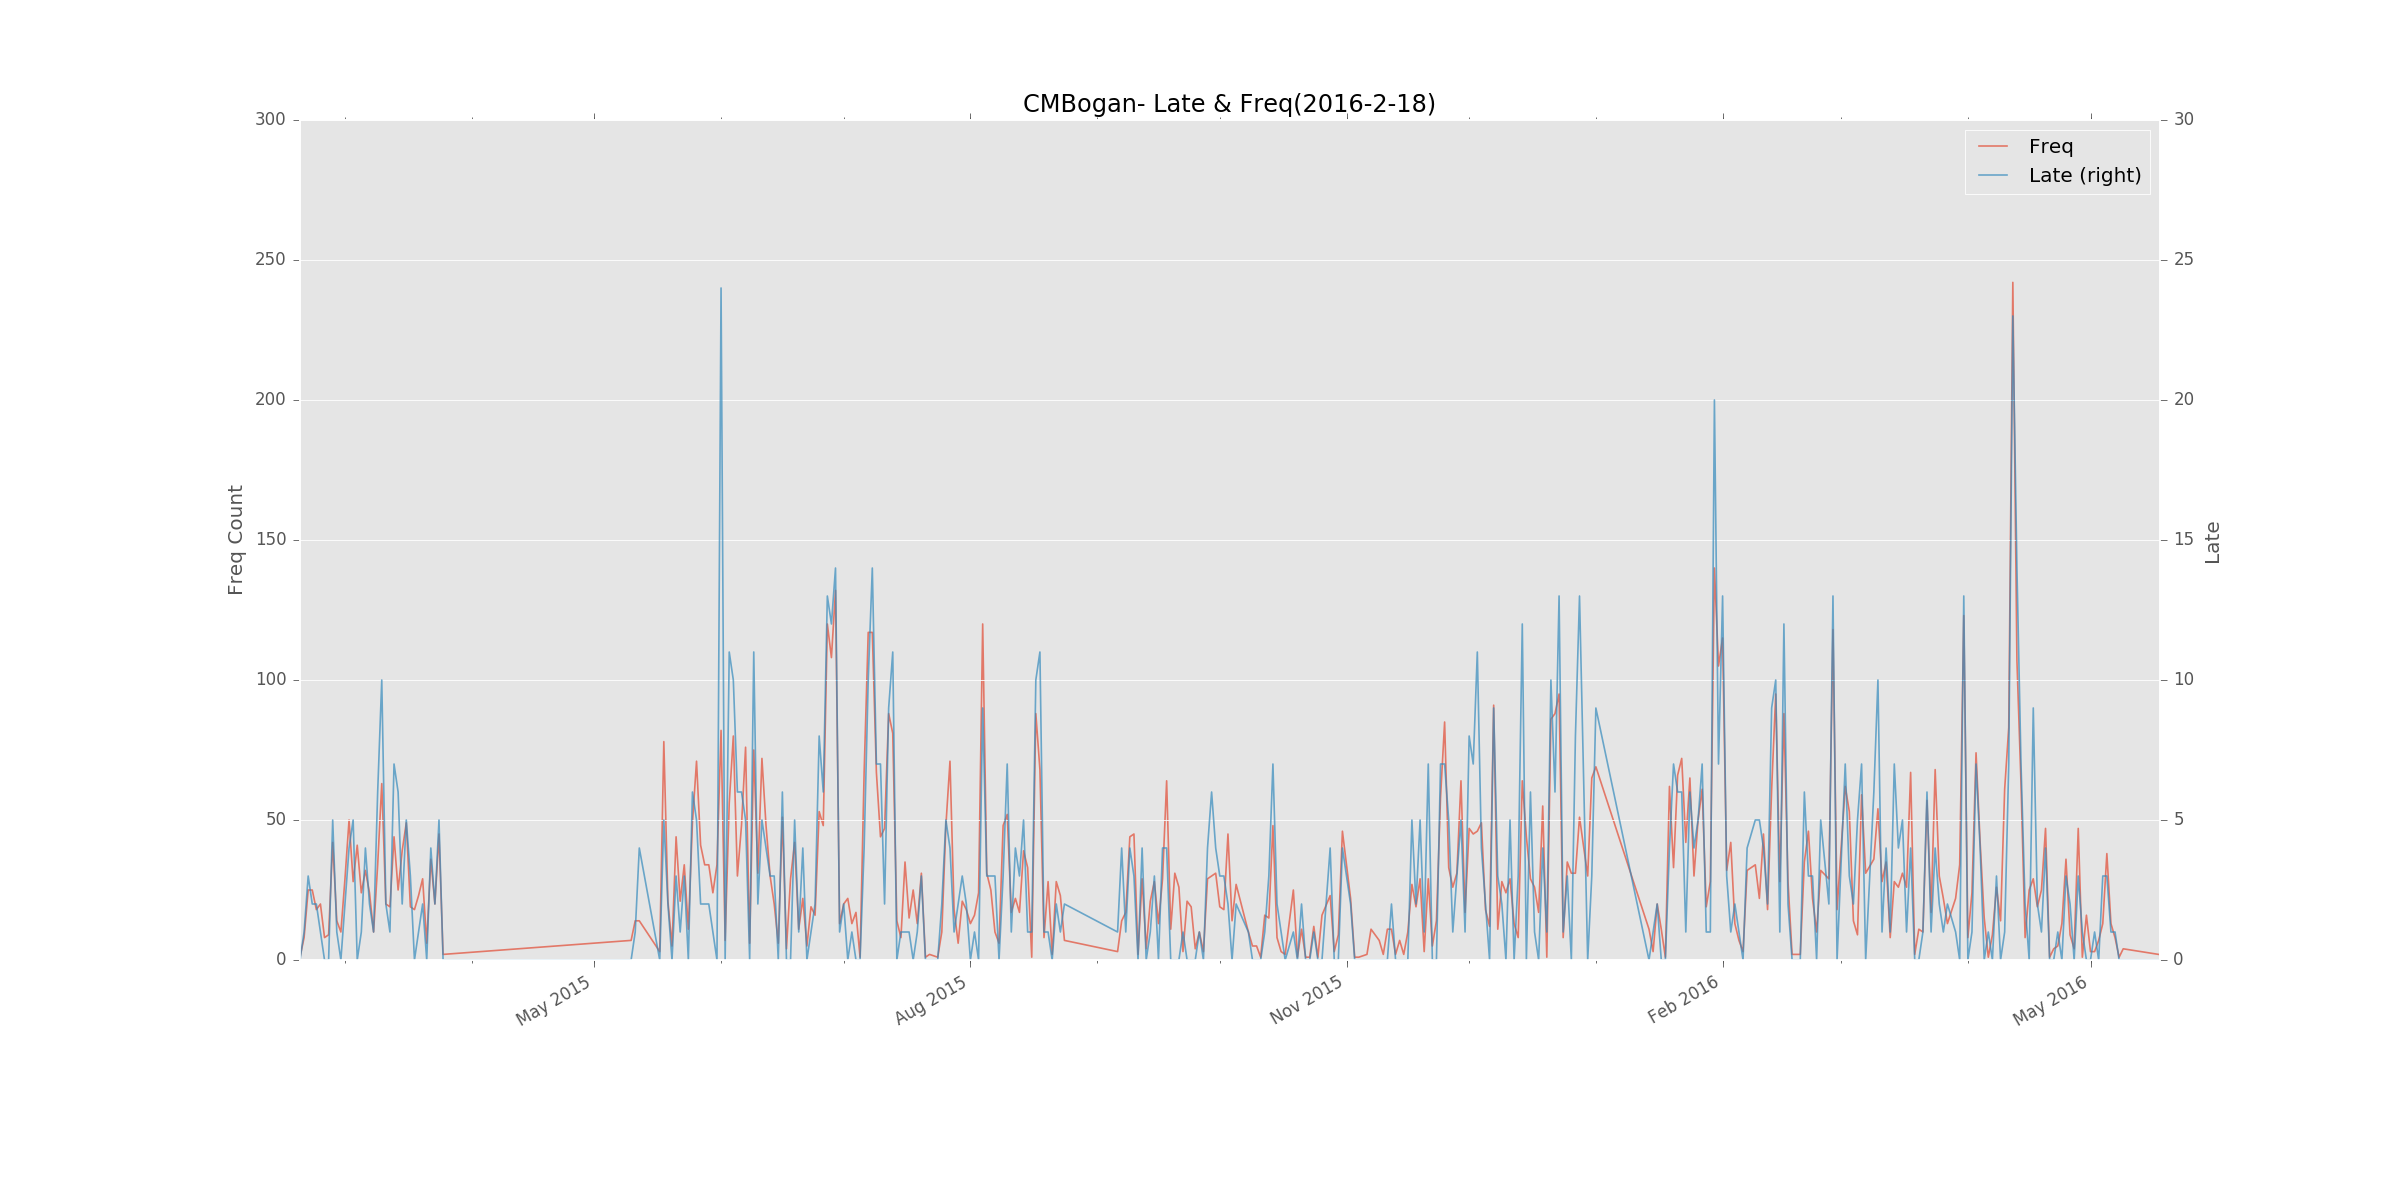 CMBogan- Late & Freq(2016-2-18)
300
250
200
150
100
50
0
Freq Count
30
25
20
15
10
5
0
Late
Freq
Late (right)
May 2015
Aug 2015
Nov 2015
Feb 2016
May 2016